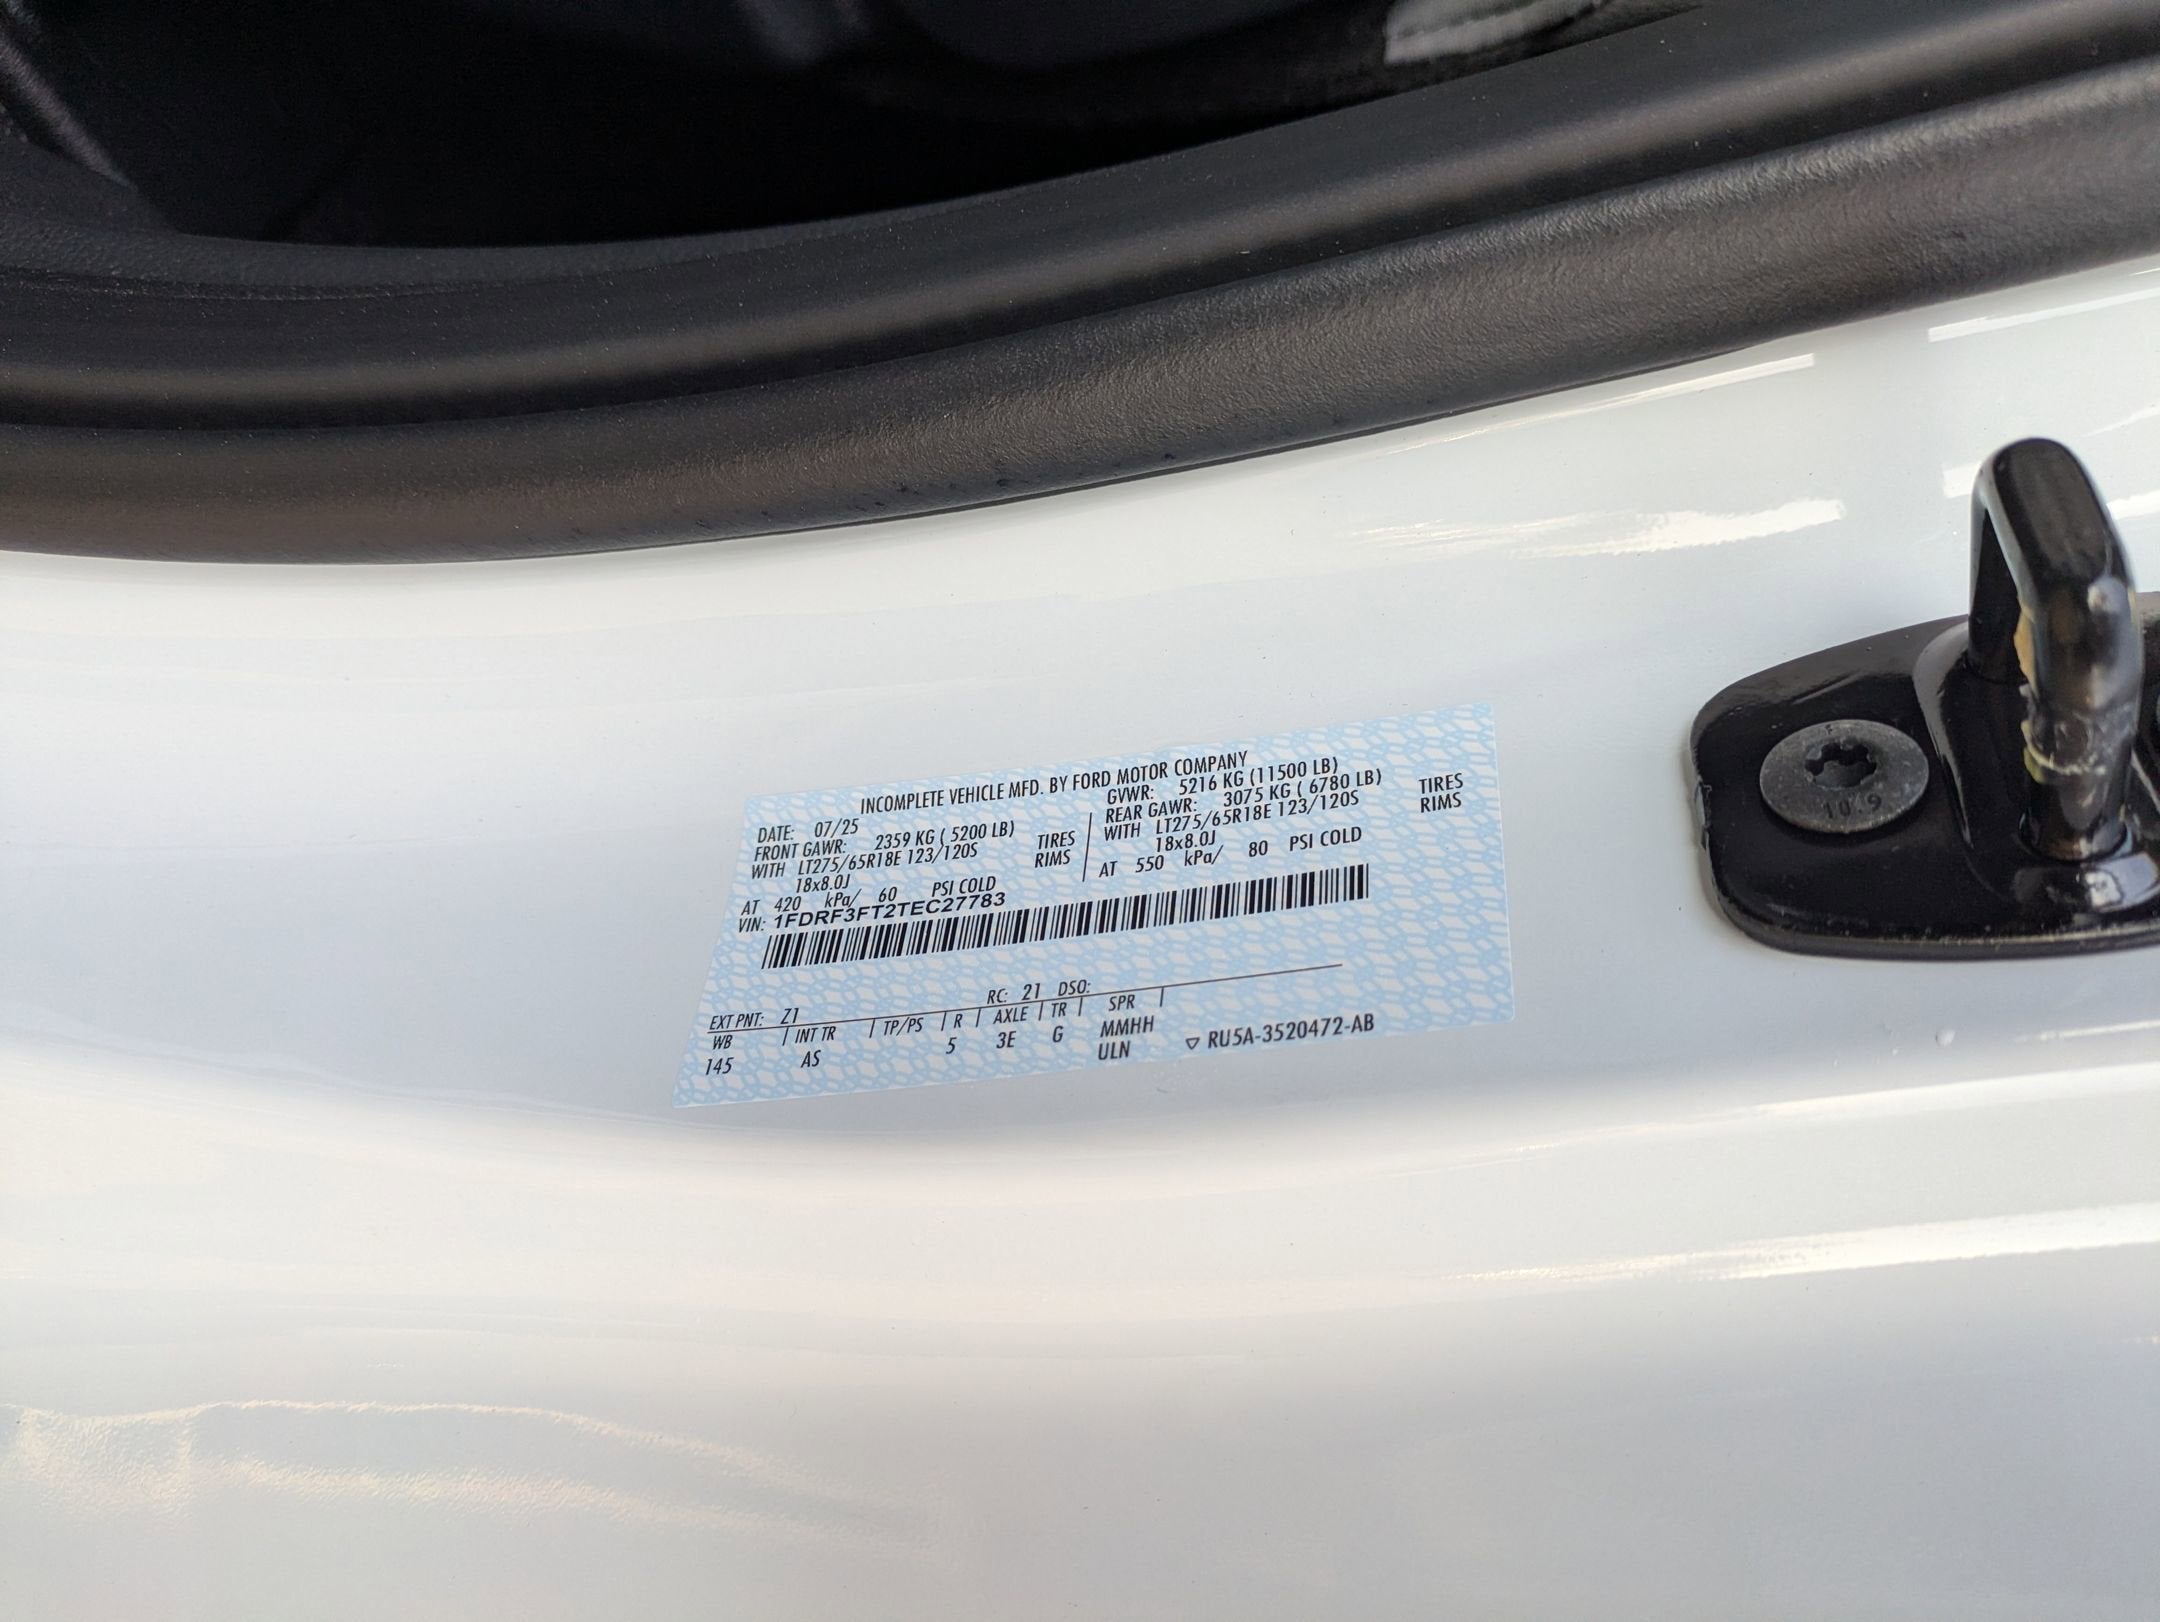 INCOMPLETE VEHICLE MFD. BY FORD MOTOR COMPANY
DATE: 07/25 GVWR: 5216 KG (11500 LB)
FRONT GAWR: 2359 KG ( 5200 LB) REAR GAWR: 3075 KG ( 6780 LB)
WITH LT275/65R18E 123/120S TIRES WITH LT275/65R18E 123/120S TIRES
18x8.0J RIMS 18x8.0J RIMS
AT 420 kPa/ 60 PSI COLD AT 550 kPa/ 80 PSI COLD
VIN: 1FDRF3FT2TEC27783
EXT PNT: Z1 RC: 21 DSO:
WB INT TR TP/PS R AXLE TR SPR
145 AS 5 3E G MMHH
ULN RU5A-3520472-AB
10.9